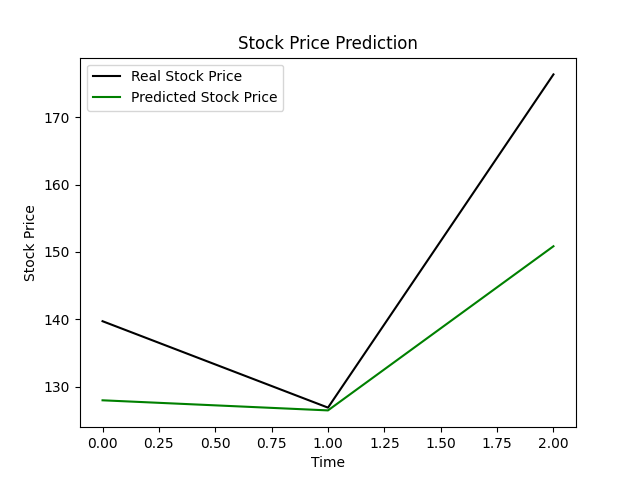 Stock Price Prediction
Real Stock Price
Predicted Stock Price
170
160
150
140
130
Stock Price
0.00 0.25 0.50 0.75 1.00 1.25 1.50 1.75 2.00
Time